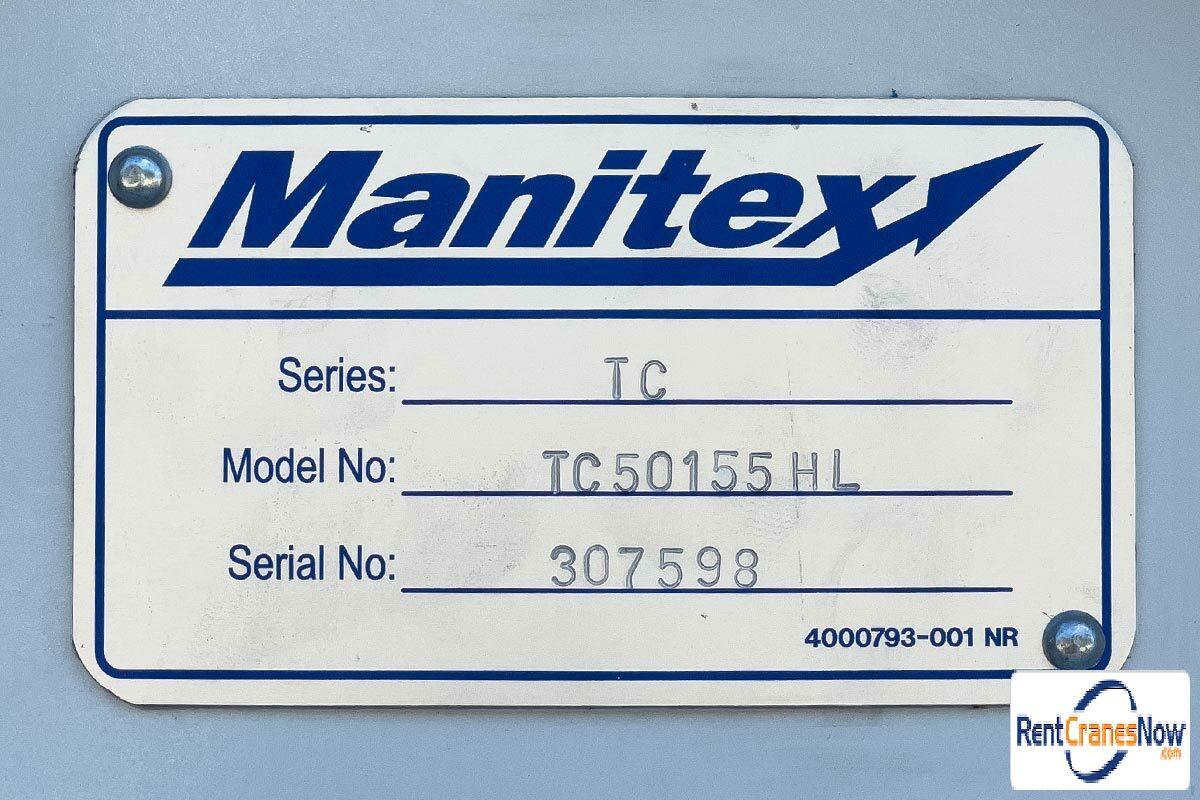 Manitex
Series: TC
Model No: TC50155HL
Serial No: 307598
4000793-001 NR
RentCranesNow
.com